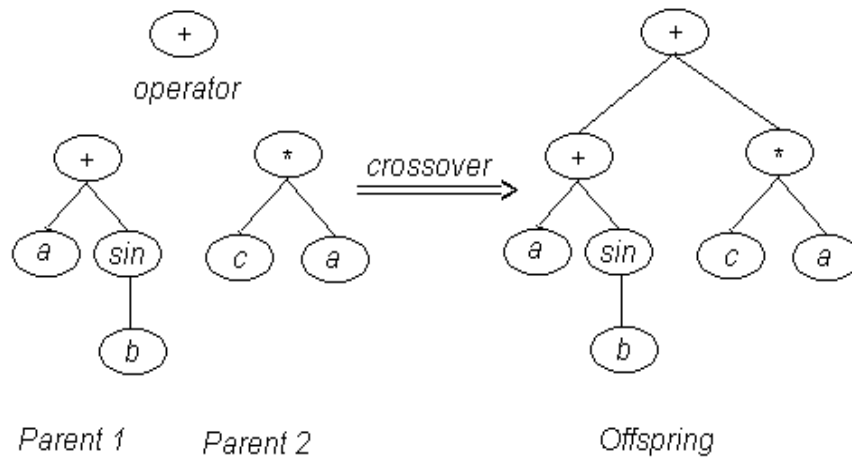 + +
operator
+ * crossover + *
a sin c a a sin c a
b b
Parent 1 Parent 2 Offspring